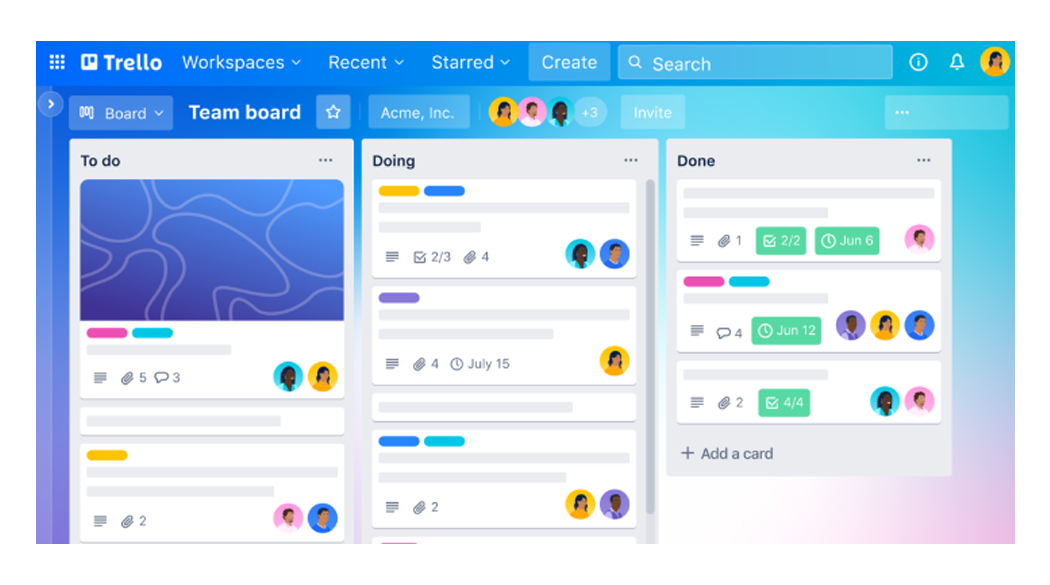 Trello Workspaces Recent Starred Create Search
Board Team board Acme, Inc. +3 Invite ...
To do ...
5 3
2
Doing ...
2/3 4
4 July 15
2
Done ...
1 2/2 Jun 6
4 Jun 12
2 4/4
+ Add a card